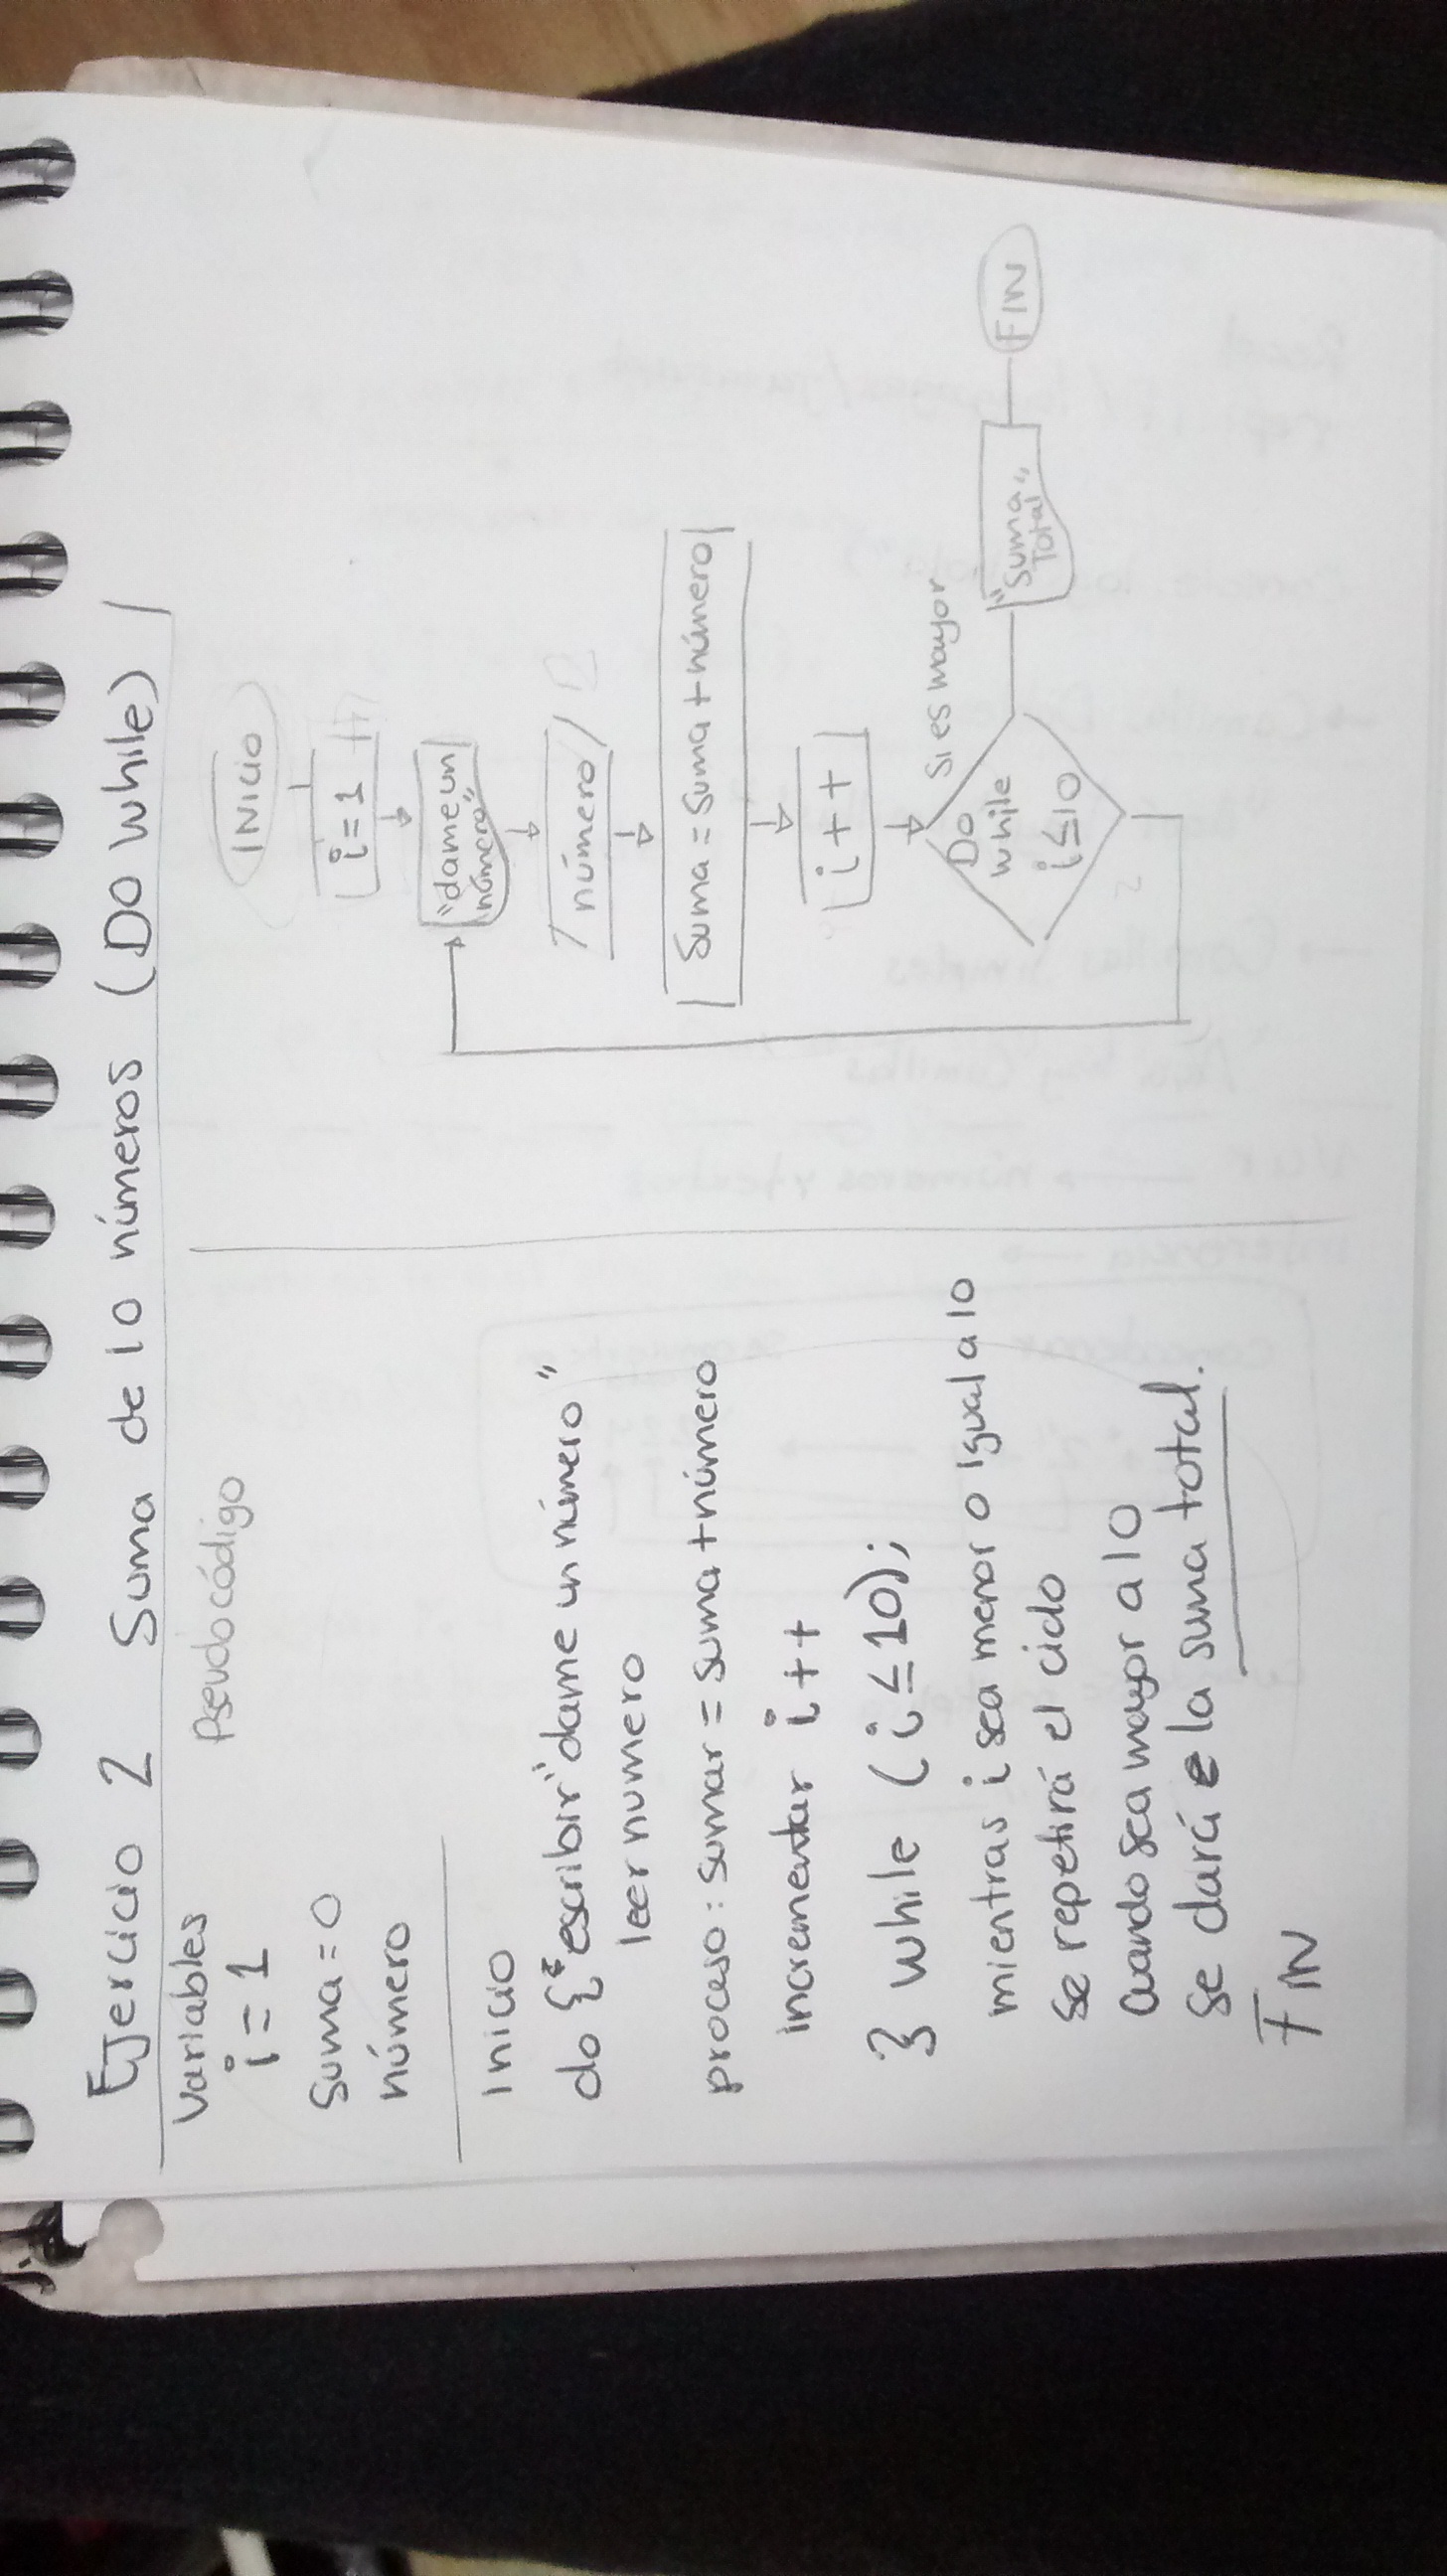 Ejercicio 2 Suma de 10 números (DO while)
Variables
i = 1
Suma = 0
número
Pseudocódigo
Inicio
do { "escribir" dame un número"
leer numero
proceso: sumar = suma + número
incrementar i++
} while (i ≤ 10);
mientras i sea menor o igual a 10
se repetirá el ciclo
cuando sea mayor a 10
se dará e la suma total.
FIN
INICIO
i = 1
"dame un
número"
número
Suma = Suma + número
i++
Do
while
i ≤ 10
Si es mayor
"Suma
Total"
FIN